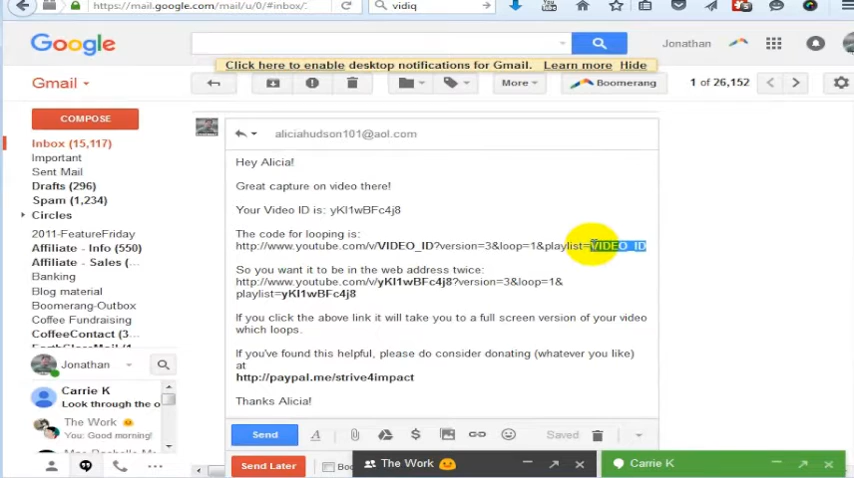 https://mail.google.com/mail/u/0/#inbox/
vidiq
Google
Jonathan
Click here to enable desktop notifications for Gmail. Learn more Hide
Gmail
More
Boomerang
1 of 26,152
COMPOSE
Inbox (15,117)
Important
Sent Mail
Drafts (296)
Spam (1,234)
Circles
2011-FeatureFriday
Affiliate - Info (550)
Affiliate - Sales (...
Banking
Blog material
Boomerang-Outbox
Coffee Fundraising
CoffeeContact (3...
Jonathan
Carrie K
Look through the o
The Work
You: Good morning!
aliciahudson101@aol.com
Hey Alicia!
Great capture on video there!
Your Video ID is: yKI1wBFc4j8
The code for looping is:
http://www.youtube.com/v/VIDEO_ID?version=3&loop=1&playlist=VIDEO_ID
So you want it to be in the web address twice:
http://www.youtube.com/v/yKI1wBFc4j8?version=3&loop=1&
playlist=yKI1wBFc4j8
If you click the above link it will take you to a full screen version of your video
which loops.
If you've found this helpful, please do consider donating (whatever you like)
at
http://paypal.me/strive4impact
Thanks Alicia!
Send
Saved
Send Later
The Work
Carrie K